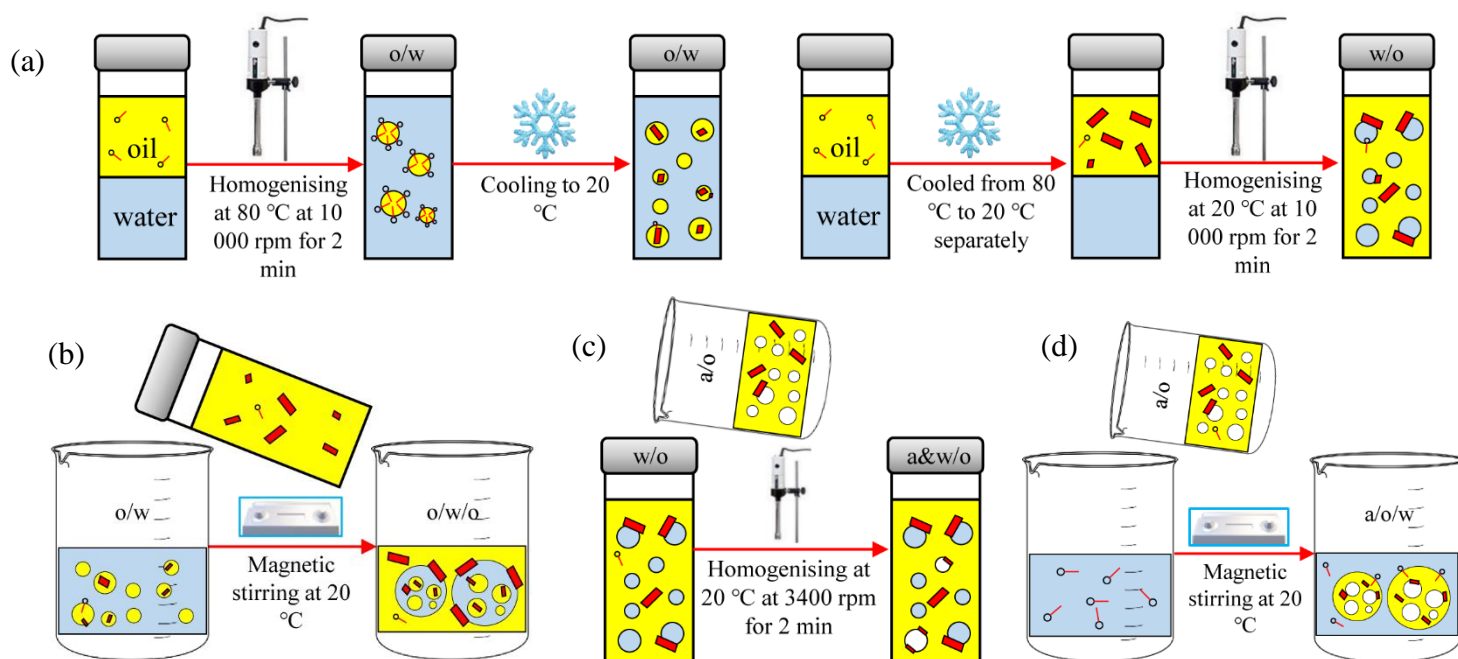 (a)
oil
water
Homogenising
at 80 °C at 10
000 rpm for 2
min
o/w
Cooling to 20
°C
o/w
oil
water
Cooled from 80
°C to 20 °C
separately
Homogenising
at 20 °C at 10
000 rpm for 2
min
w/o
(b)
o/w
Magnetic
stirring at 20
°C
o/w/o
(c)
a/o
w/o
Homogenising at
20 °C at 3400 rpm
for 2 min
a&w/o
(d)
a/o
Magnetic
stirring at 20
°C
a/o/w